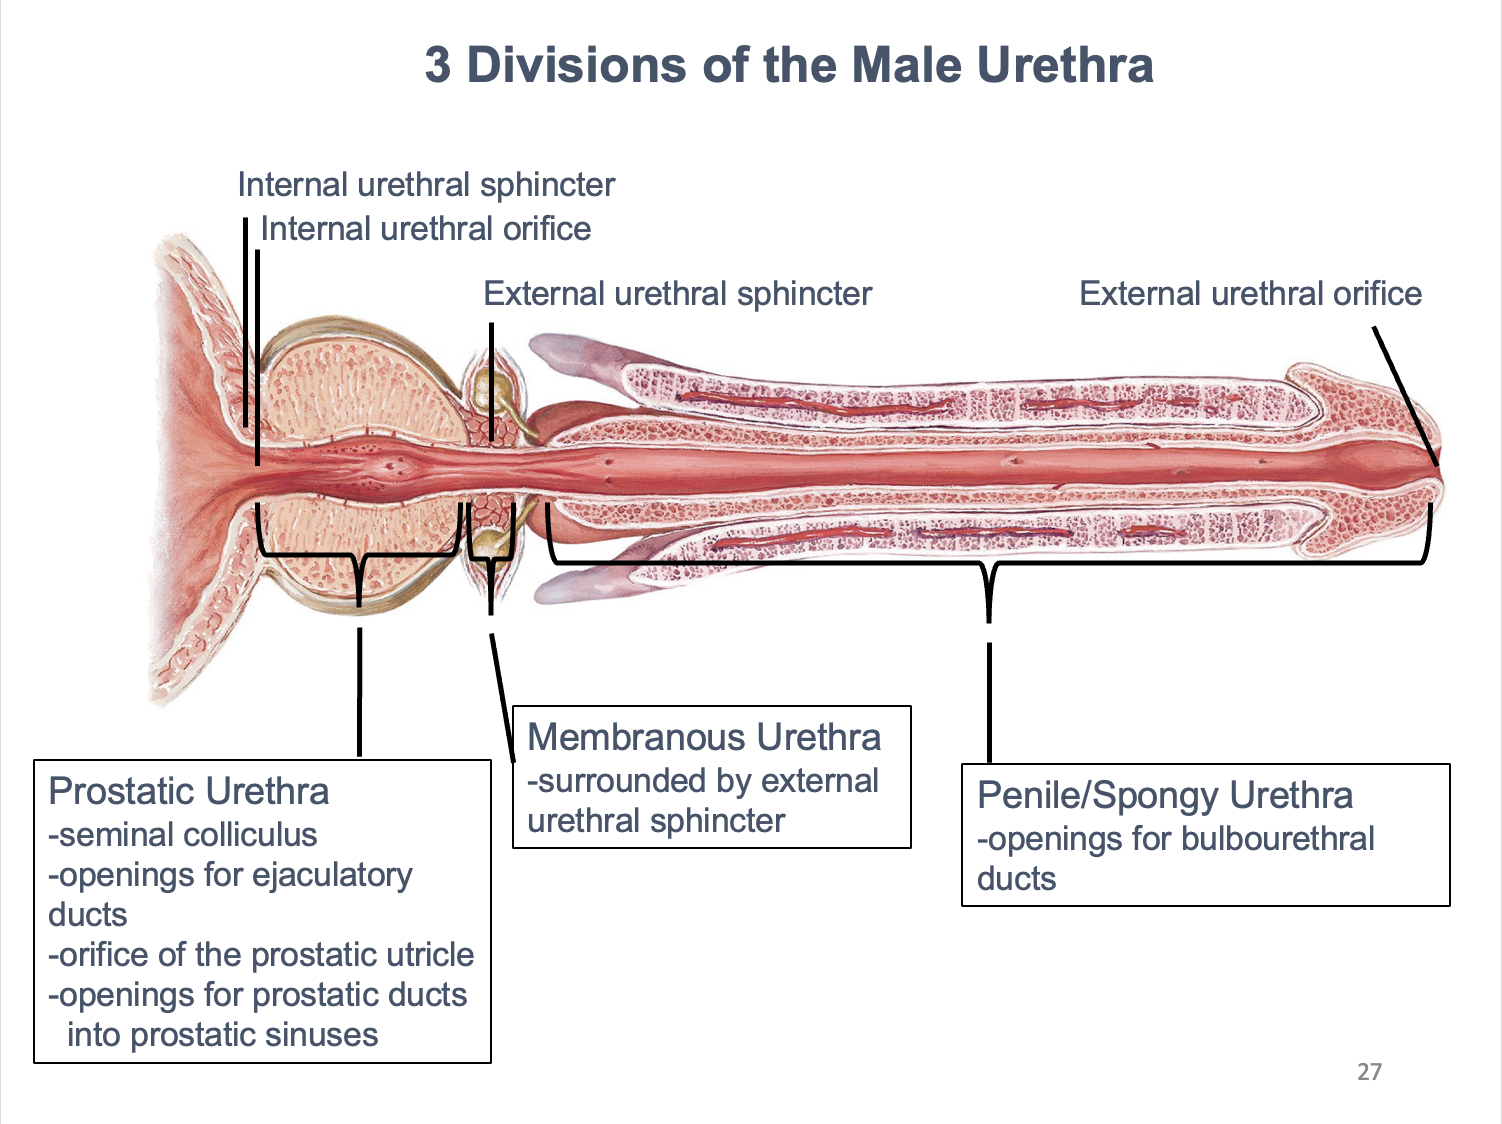 3 Divisions of the Male Urethra
Internal urethral sphincter
Internal urethral orifice
External urethral sphincter
External urethral orifice
Prostatic Urethra
-seminal colliculus
-openings for ejaculatory
ducts
-orifice of the prostatic utricle
-openings for prostatic ducts
into prostatic sinuses
Membranous Urethra
-surrounded by external
urethral sphincter
Penile/Spongy Urethra
-openings for bulbourethral
ducts
27